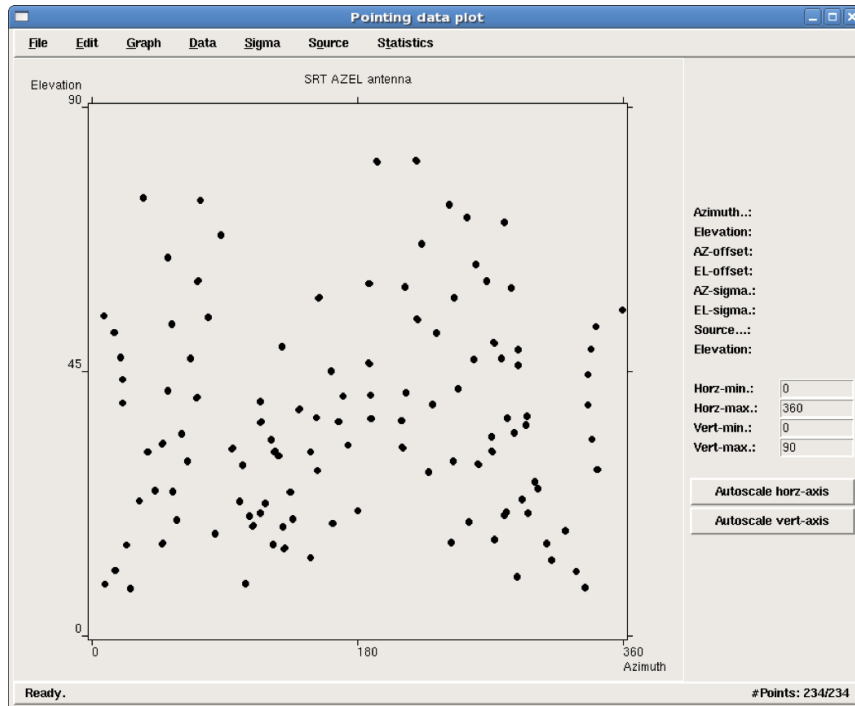 Pointing data plot
File Edit Graph Data Sigma Source Statistics
SRT AZEL antenna
Elevation
90
45
0
0 180 360
Azimuth
Azimuth..:
Elevation:
AZ-offset:
EL-offset:
AZ-sigma.:
EL-sigma.:
Source...:
Elevation:
Horz-min.: 0
Horz-max.: 360
Vert-min.: 0
Vert-max.: 90
Autoscale horz-axis
Autoscale vert-axis
Ready. #Points: 234/234